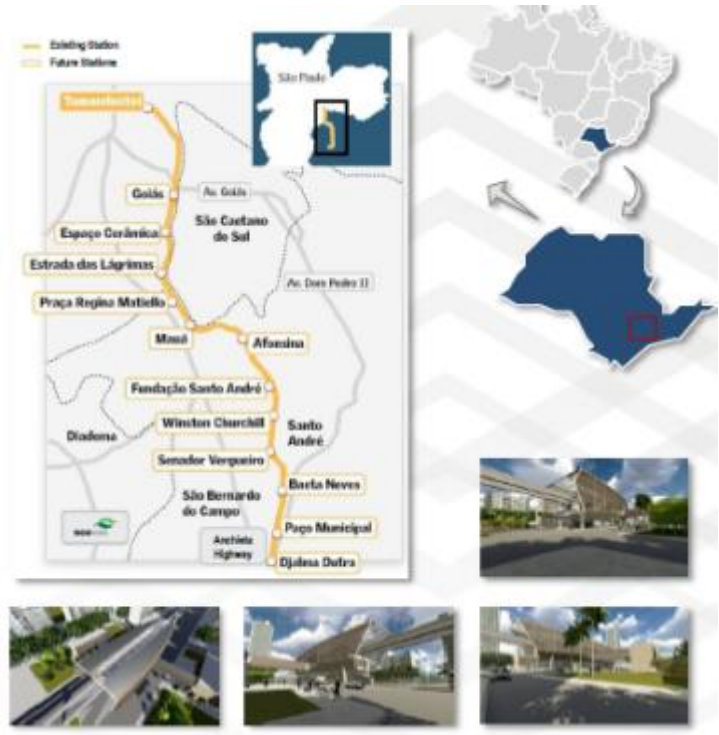 Existing Station
Future Stations
São Paulo
Tamanduateí
Goiás
Av. Goiás
São Caetano
do Sul
Espaço Cerâmica
Estrada das Lágrimas
Av. Dom Pedro II
Praça Regina Matiello
Mauá
Afonsina
Fundação Santo André
Winston Churchill
Santo
André
Diadema
Senador Vergueiro
Baeta Neves
São Bernardo
do Campo
Paço Municipal
Anchieta
Highway
Djalma Dutra